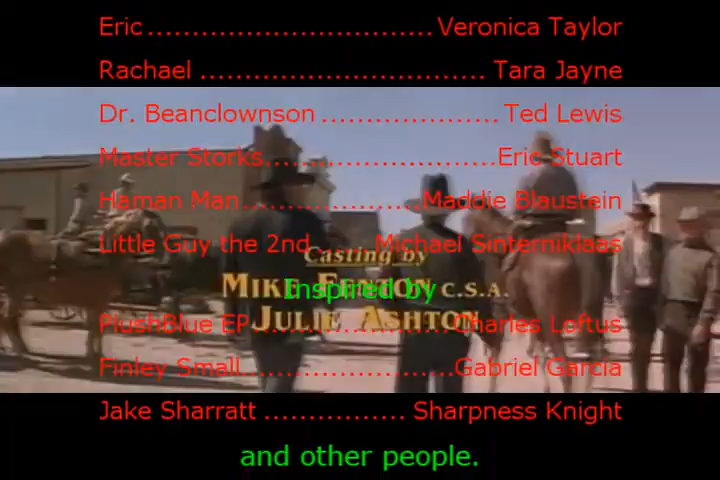 Eric ................................ Veronica Taylor
Rachael ................................ Tara Jayne
Dr. Beanclownson .................... Ted Lewis
Master Storks..........................Eric Stuart
Haman Man....................Maddie Blaustein
Little Guy the 2nd ....... Michael Sinterniklaas
Casting by
MIKE FENTON C.S.A.
Inspired by
JULIE ASHTON
PlushBlue EP.......................Charles Loftus
Finley Small........................Gabriel Garcia
Jake Sharratt ................ Sharpness Knight
and other people.